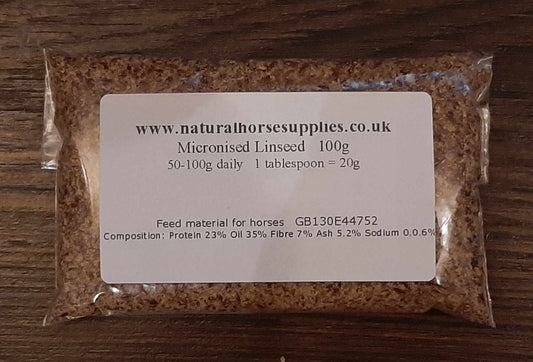 www.naturalhorsesupplies.co.uk
Micronised Linseed 100g
50-100g daily 1 tablespoon = 20g
Feed material for horses GB130E44752
Composition: Protein 23% Oil 35% Fibre 7% Ash 5.2% Sodium 0.0.6%